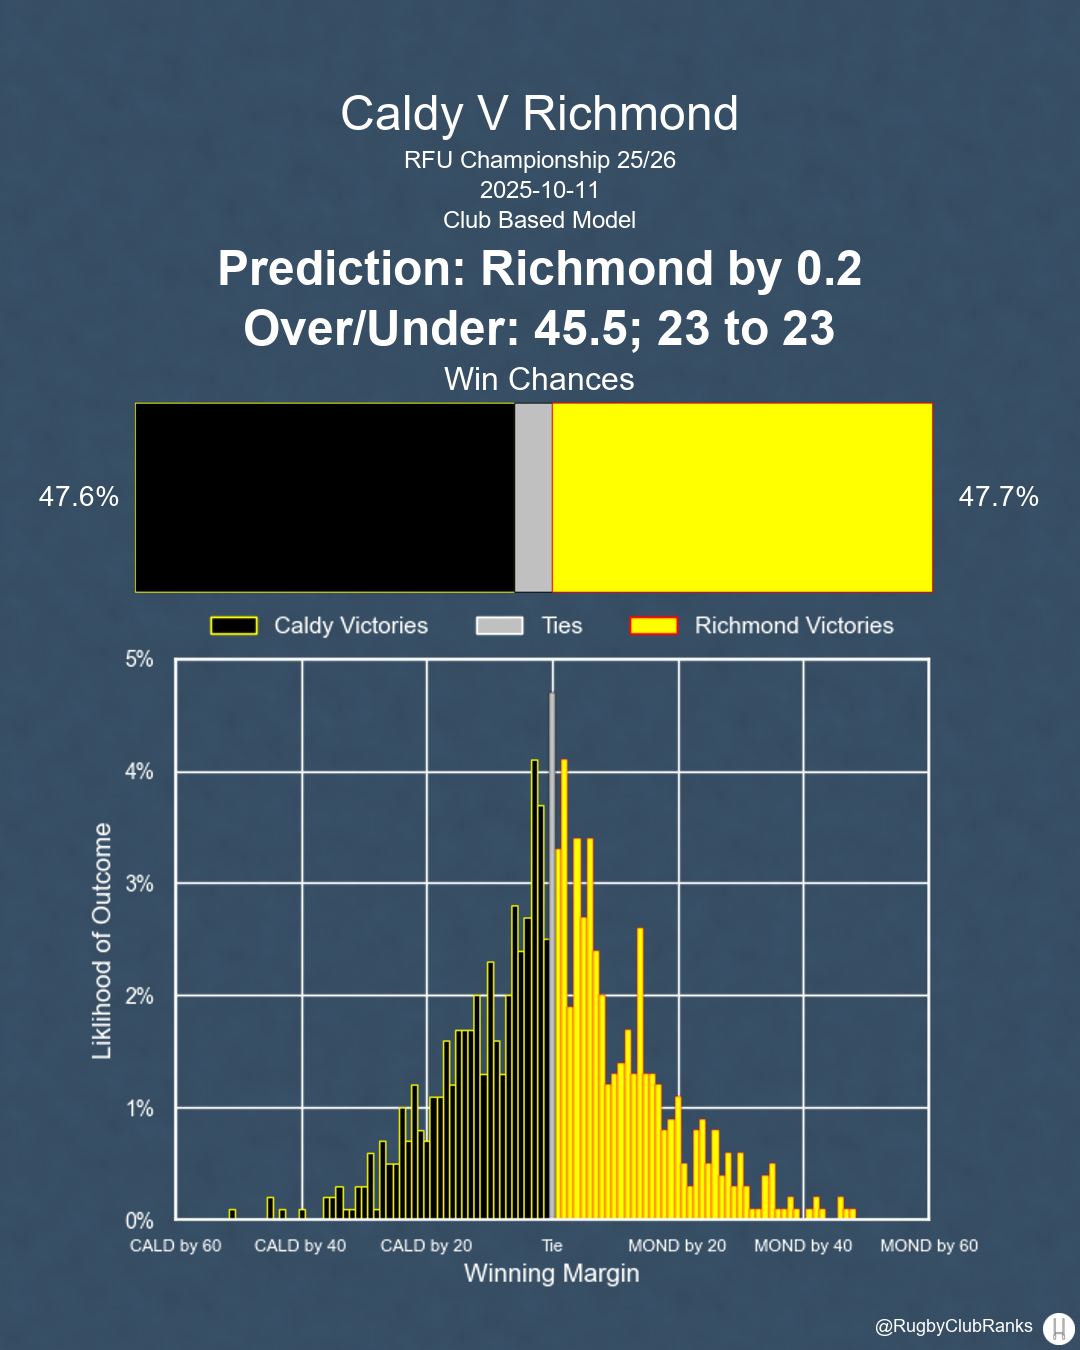 Caldy V Richmond
RFU Championship 25/26
2025-10-11
Club Based Model
Prediction: Richmond by 0.2
Over/Under: 45.5; 23 to 23
Win Chances
47.6%
47.7%
Caldy Victories
Ties
Richmond Victories
5%
4%
3%
2%
1%
0%
Liklihood of Outcome
CALD by 60
CALD by 40
CALD by 20
Tie
MOND by 20
MOND by 40
MOND by 60
Winning Margin
@RugbyClubRanks